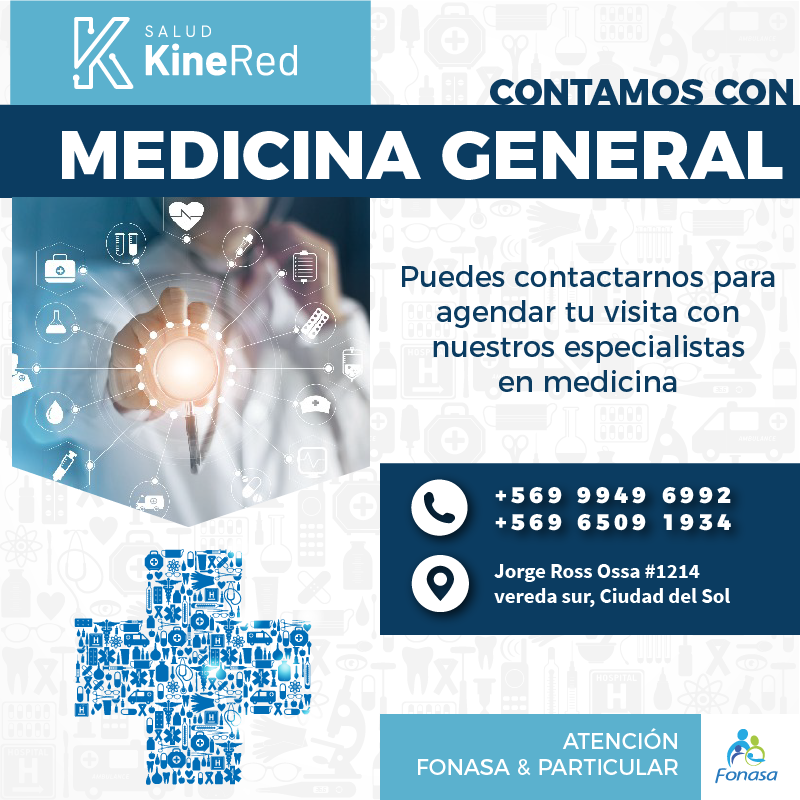 SALUD
KineRed
CONTAMOS CON
MEDICINA GENERAL
Puedes contactarnos para
agendar tu visita con
nuestros especialistas
en medicina
+569 9949 6992
+569 6509 1934
Jorge Ross Ossa #1214
vereda sur, Ciudad del Sol
ATENCIÓN
FONASA & PARTICULAR
Fonasa